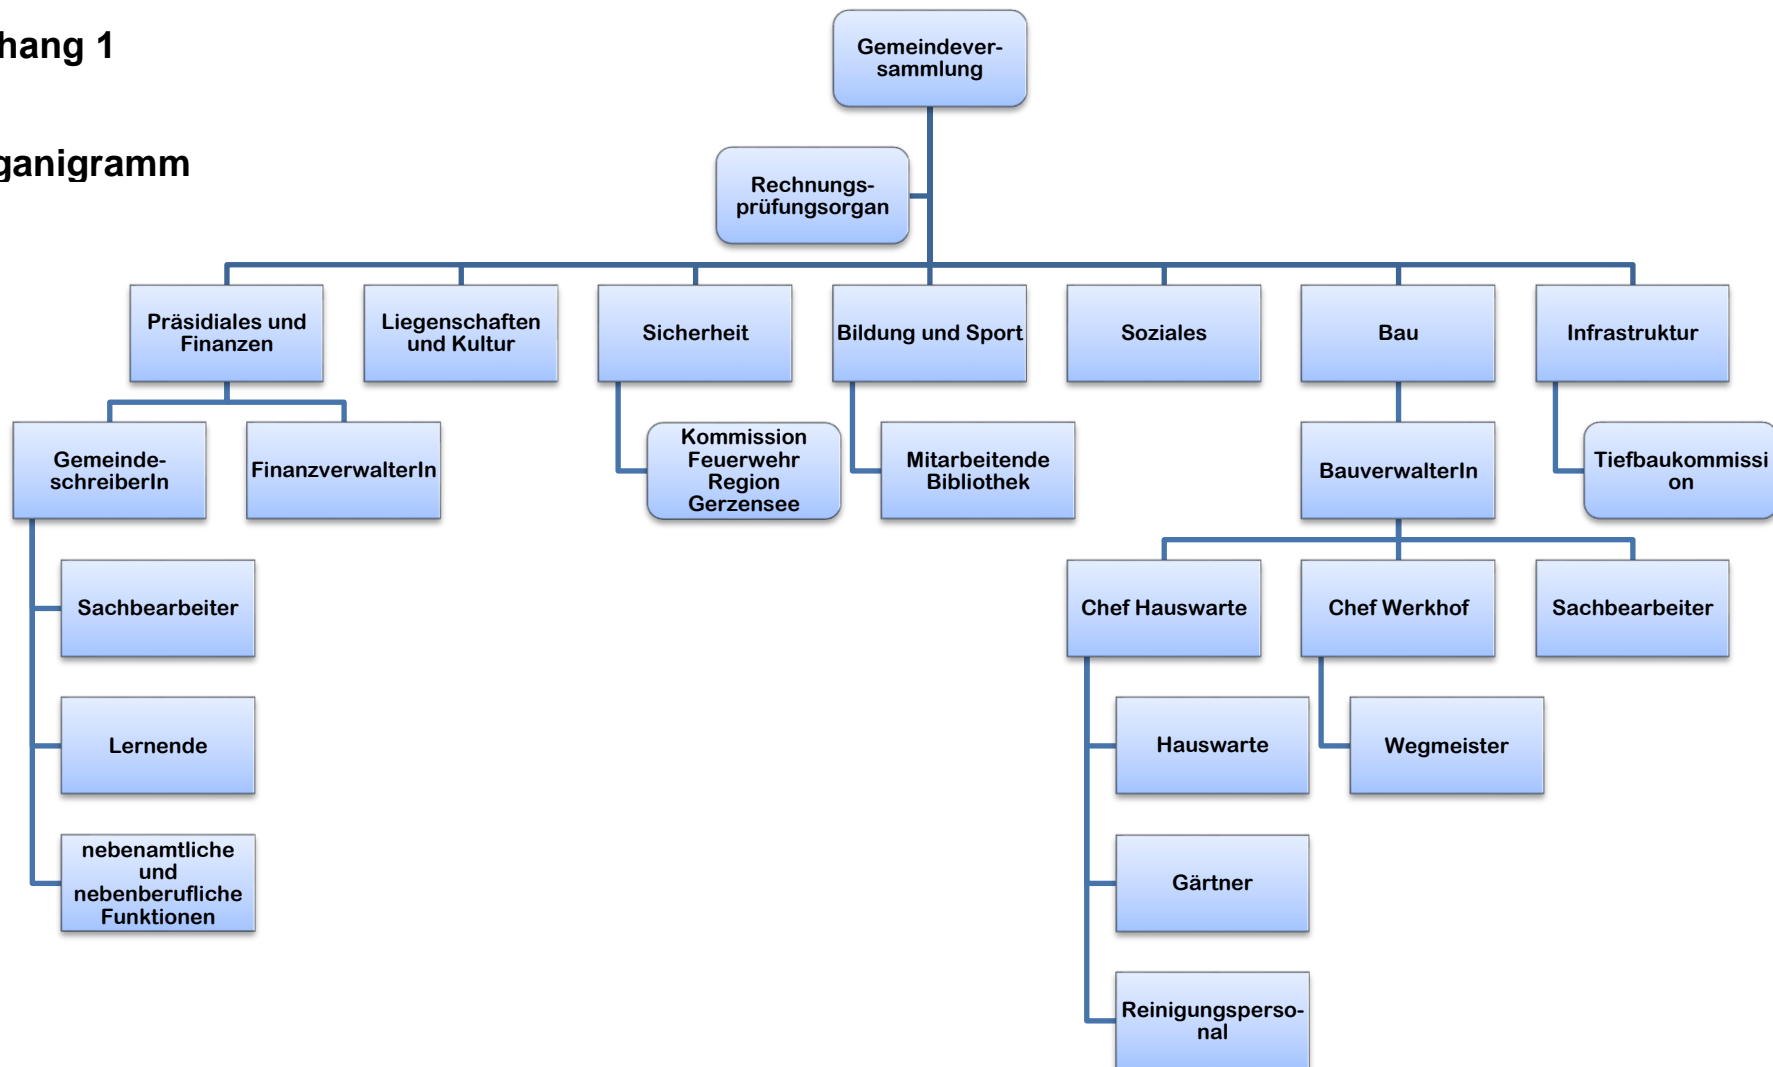 hang 1
ganigramm
Gemeindever-
sammlung
Rechnungs-
prüfungsorgan
Präsidiales und
Finanzen
Liegenschaften
und Kultur
Sicherheit
Bildung und Sport
Soziales
Bau
Infrastruktur
Gemeinde-
schreiberIn
FinanzverwalterIn
Kommission
Feuerwehr
Region
Gerzensee
Mitarbeitende
Bibliothek
BauverwalterIn
Tiefbaukommissi
on
Sachbearbeiter
Chef Hauswarte
Chef Werkhof
Sachbearbeiter
Lernende
Hauswarte
Wegmeister
nebenamtliche
und
nebenberufliche
Funktionen
Gärtner
Reinigungsperso-
nal